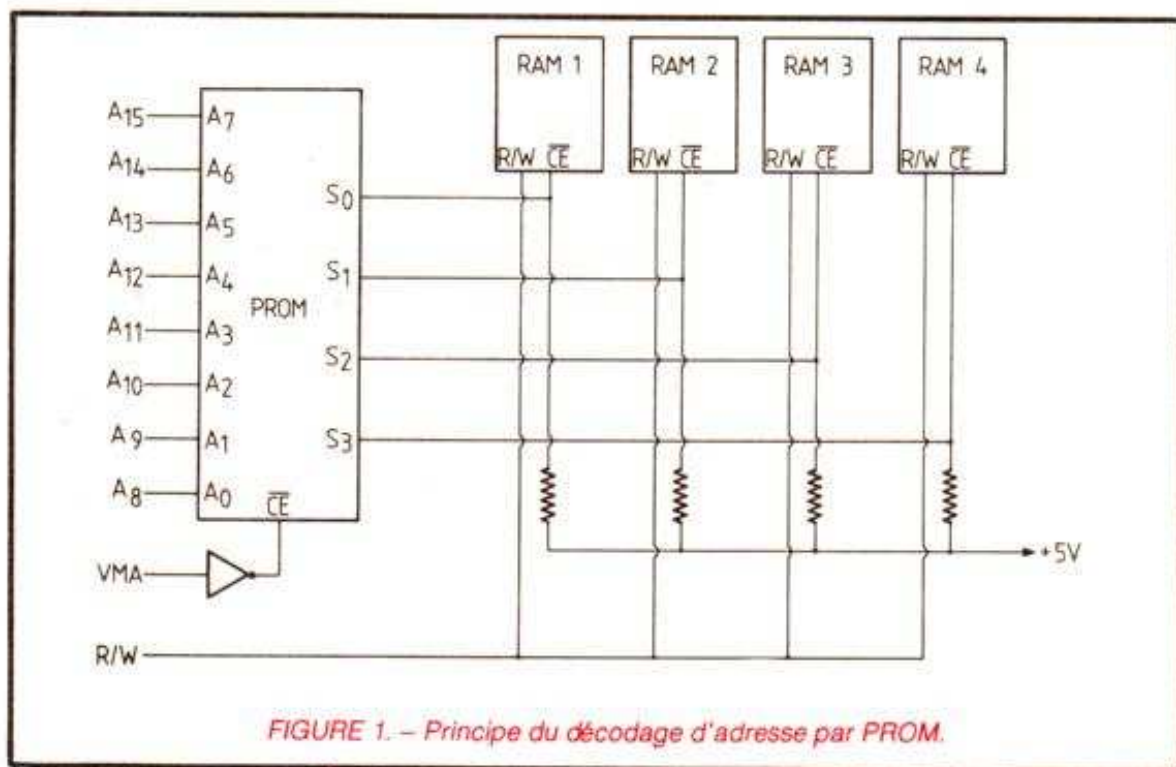 RAM 1 RAM 2 RAM 3 RAM 4
R/W CE R/W CE R/W CE R/W CE
A15 A7
A14 A6
S0
A13 A5
A12 A4 S1
PROM
A11 A3
S2
A10 A2
A9 A1 S3
A8 A0
CE
+5V
VMA
R/W
FIGURE 1. – Principe du décodage d'adresse par PROM.